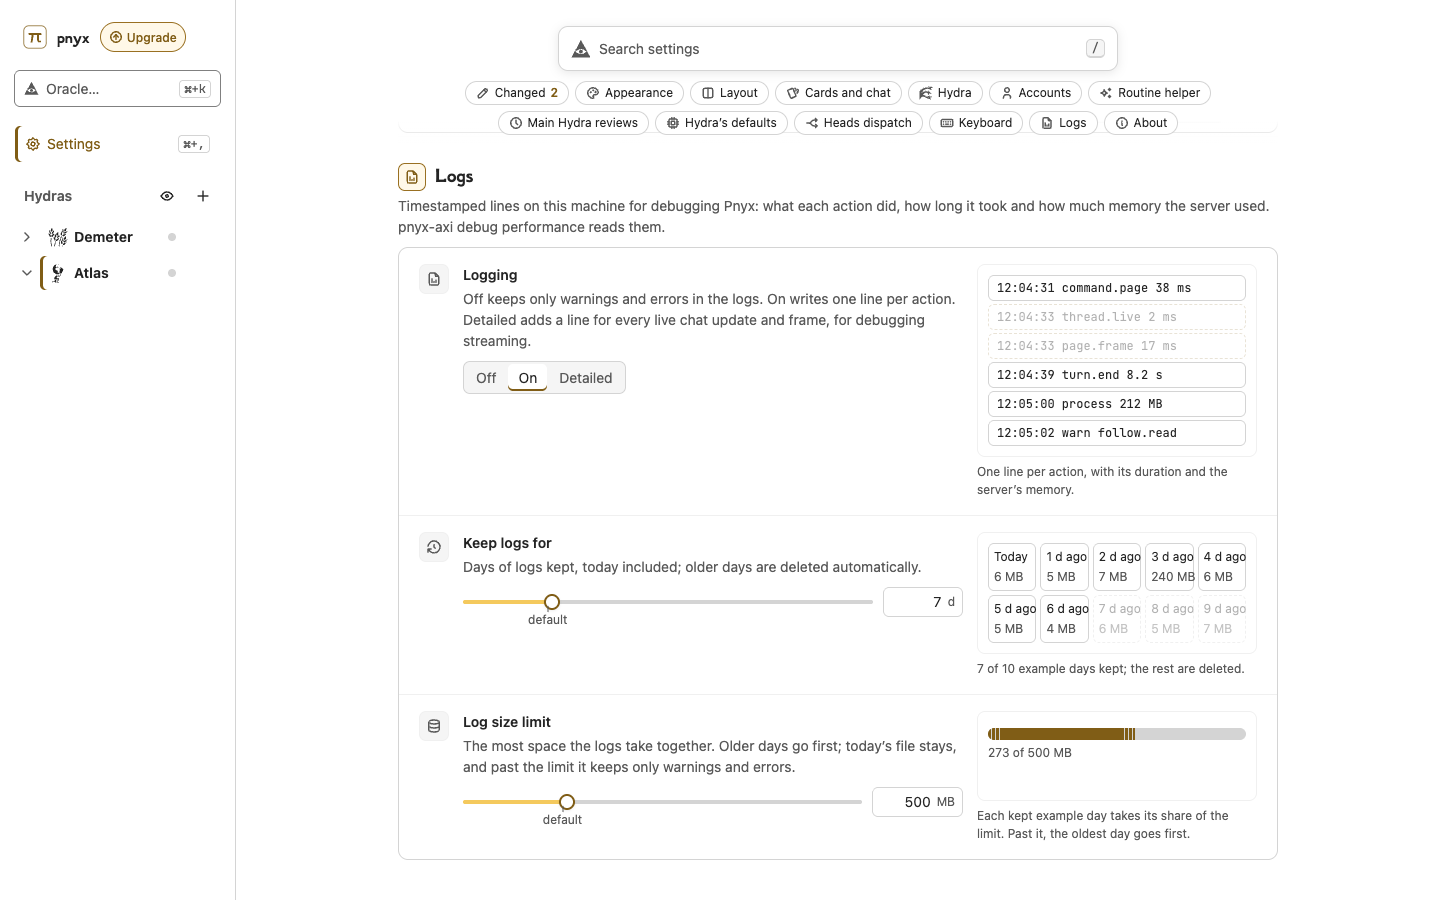 pnyx
Upgrade
Oracle...
⌘+K
Settings
⌘+,
Hydras
Demeter
Atlas
Search settings
/
Changed 2
Appearance
Layout
Cards and chat
Hydra
Accounts
Routine helper
Main Hydra reviews
Hydra's defaults
Heads dispatch
Keyboard
Logs
About
Logs
Timestamped lines on this machine for debugging Pnyx: what each action did, how long it took and how much memory the server used.
pnyx-axi debug performance reads them.
Logging
Off keeps only warnings and errors in the logs. On writes one line per action.
Detailed adds a line for every live chat update and frame, for debugging
streaming.
Off On Detailed
12:04:31 command.page 38 ms
12:04:33 thread.live 2 ms
12:04:33 page.frame 17 ms
12:04:39 turn.end 8.2 s
12:05:00 process 212 MB
12:05:02 warn follow.read
One line per action, with its duration and the
server's memory.
Keep logs for
Days of logs kept, today included; older days are deleted automatically.
default
7 d
Today 1 d ago 2 d ago 3 d ago 4 d ago
6 MB 5 MB 7 MB 240 MB 6 MB
5 d ago 6 d ago 7 d ago 8 d ago 9 d ago
5 MB 4 MB 6 MB 5 MB 7 MB
7 of 10 example days kept; the rest are deleted.
Log size limit
The most space the logs take together. Older days go first; today's file stays,
and past the limit it keeps only warnings and errors.
default
500 MB
273 of 500 MB
Each kept example day takes its share of the
limit. Past it, the oldest day goes first.